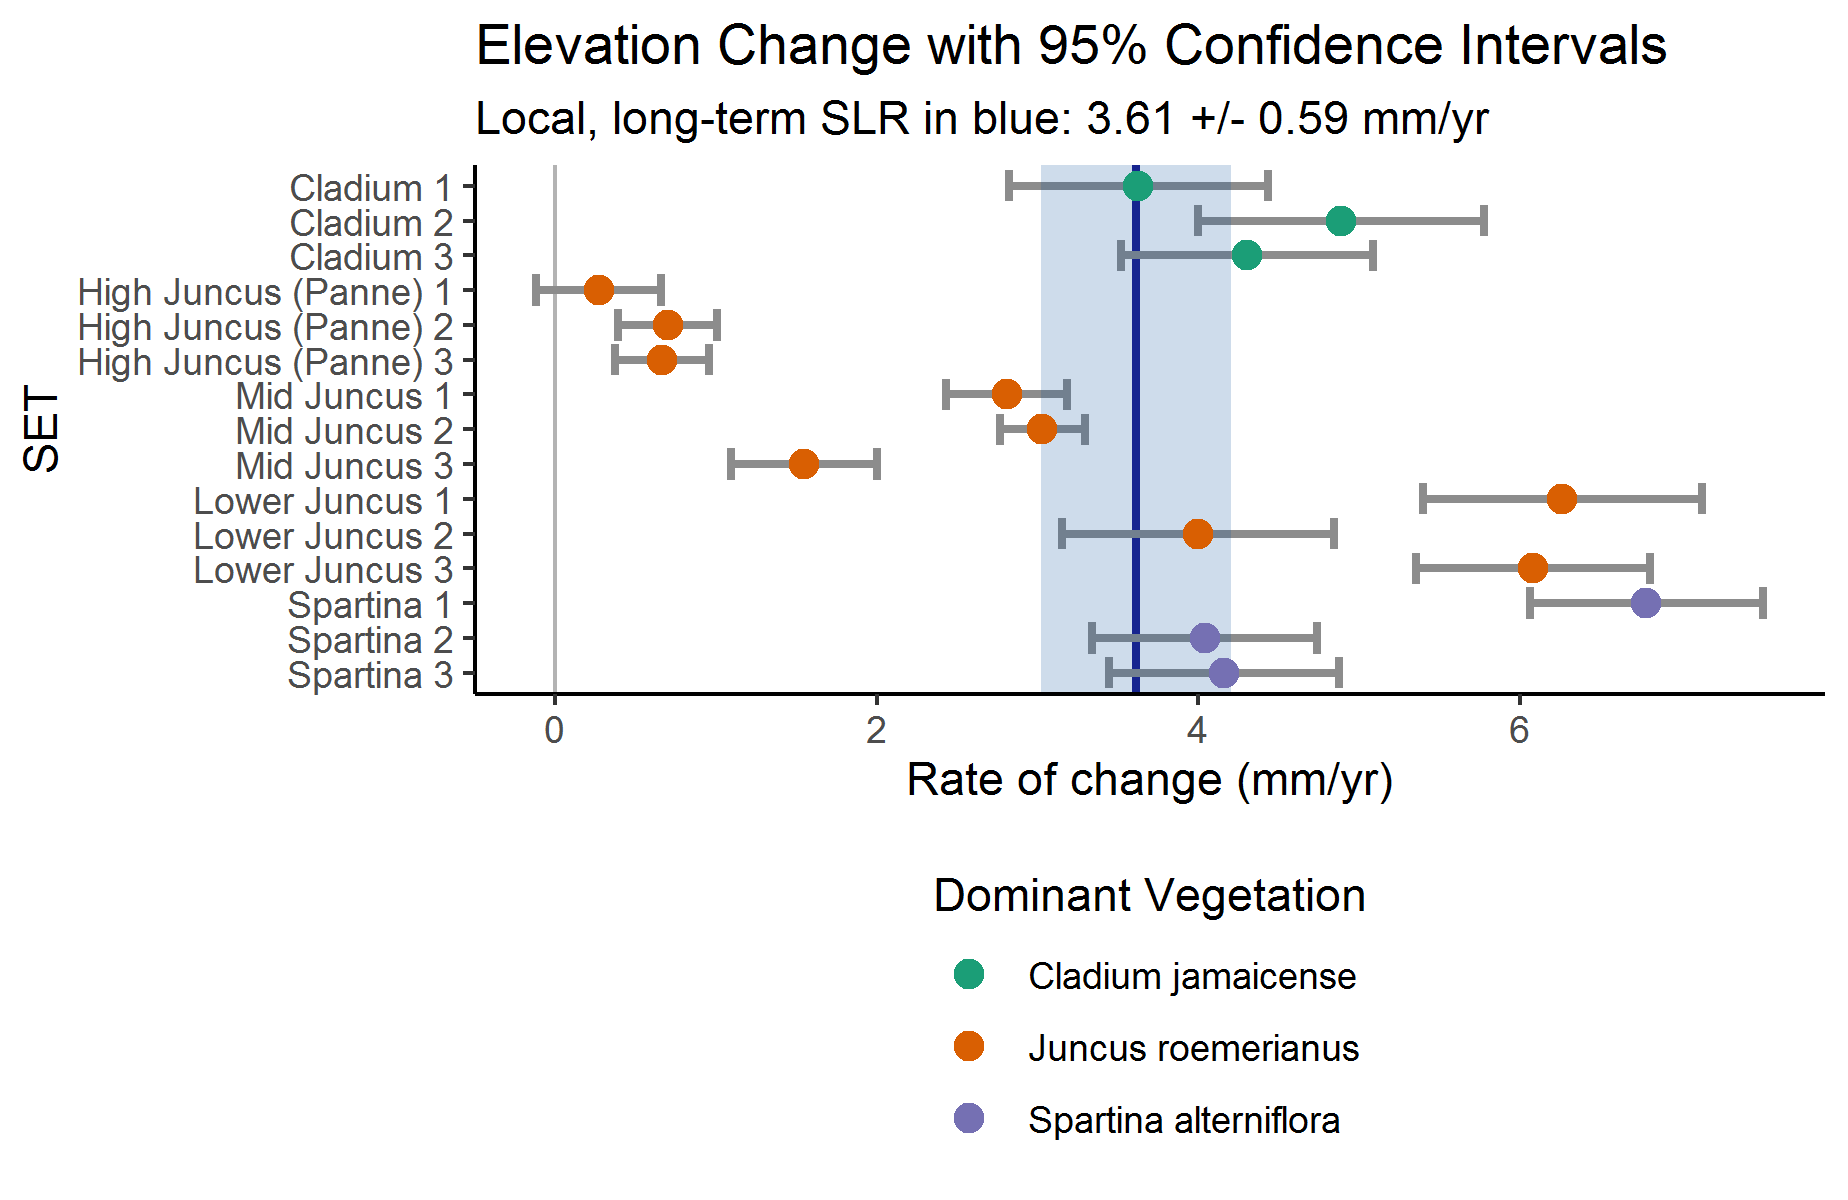 Elevation Change with 95% Confidence Intervals
Local, long-term SLR in blue: 3.61 +/- 0.59 mm/yr
SET
Cladium 1
Cladium 2
Cladium 3
High Juncus (Panne) 1
High Juncus (Panne) 2
High Juncus (Panne) 3
Mid Juncus 1
Mid Juncus 2
Mid Juncus 3
Lower Juncus 1
Lower Juncus 2
Lower Juncus 3
Spartina 1
Spartina 2
Spartina 3
0 2 4 6
Rate of change (mm/yr)
Dominant Vegetation
Cladium jamaicense
Juncus roemerianus
Spartina alterniflora